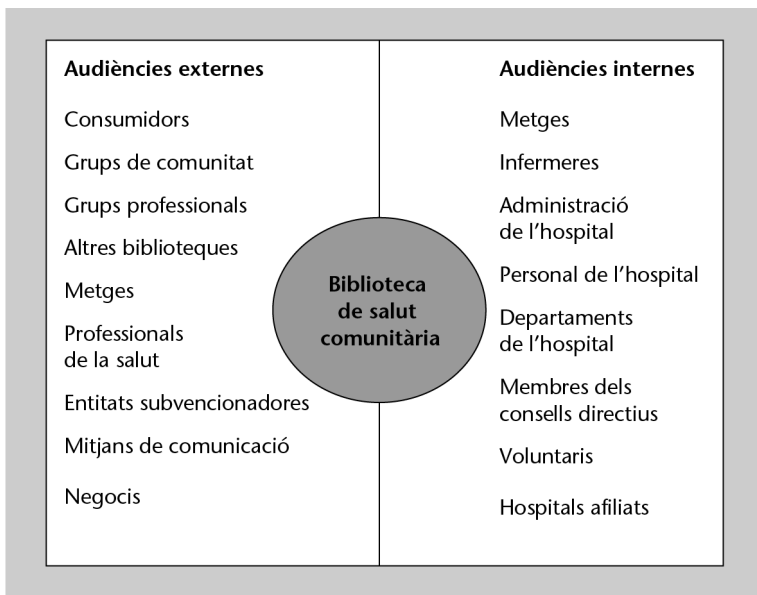 Audiències externes
Consumidors
Grups de comunitat
Grups professionals
Altres biblioteques
Metges
Professionals
de la salut
Entitats subvencionadores
Mitjans de comunicació
Negocis
Biblioteca
de salut
comunitària
Audiències internes
Metges
Infermeres
Administració
de l’hospital
Personal de l’hospital
Departaments
de l’hospital
Membres dels
consells directius
Voluntaris
Hospitals afiliats